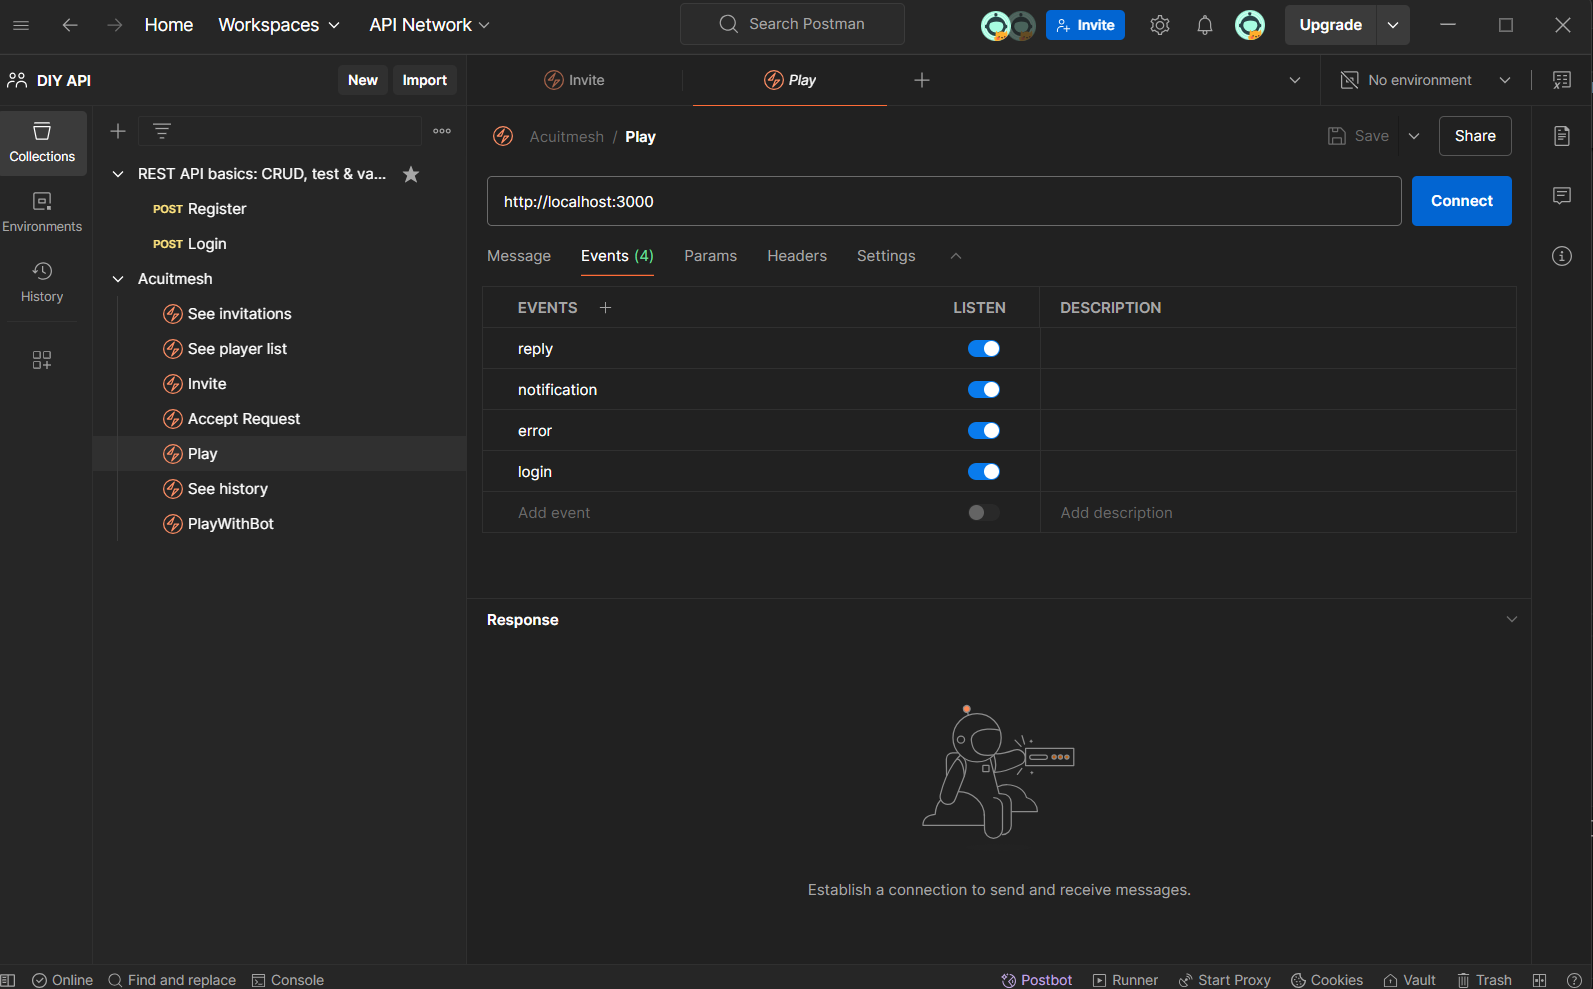 Home Workspaces API Network Search Postman Invite Upgrade
DIY API New Import Invite Play No environment
Collections
Environments
History
REST API basics: CRUD, test & va...
POST Register
POST Login
Acuitmesh
See invitations
See player list
Invite
Accept Request
Play
See history
PlayWithBot
Acuitmesh / Play Save Share
http://localhost:3000 Connect
Message Events (4) Params Headers Settings
EVENTS LISTEN DESCRIPTION
reply
notification
error
login
Add event Add description
Response
Establish a connection to send and receive messages.
Online Find and replace Console Postbot Runner Start Proxy Cookies Vault Trash